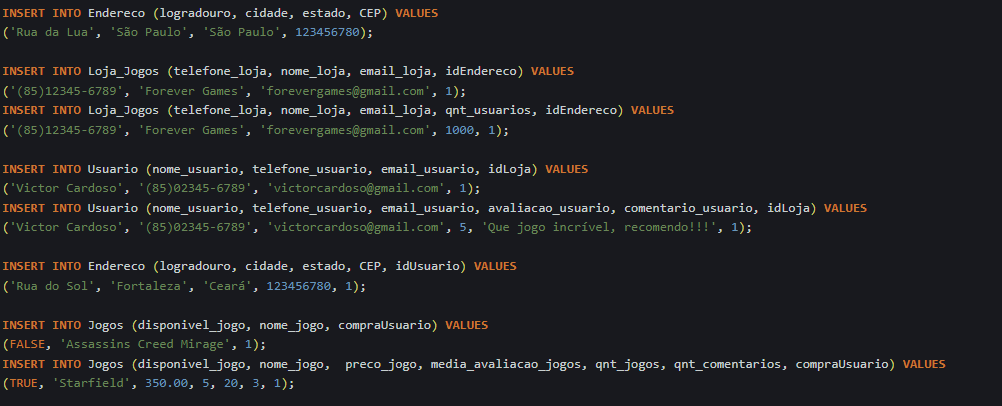 INSERT INTO Endereco (logradouro, cidade, estado, CEP) VALUES
('Rua da Lua', 'São Paulo', 'São Paulo', 123456780);
INSERT INTO Loja_Jogos (telefone_loja, nome_loja, email_loja, idEndereco) VALUES
('(85)12345-6789', 'Forever Games', 'forevergames@gmail.com', 1);
INSERT INTO Loja_Jogos (telefone_loja, nome_loja, email_loja, qnt_usuarios, idEndereco) VALUES
('(85)12345-6789', 'Forever Games', 'forevergames@gmail.com', 1000, 1);
INSERT INTO Usuario (nome_usuario, telefone_usuario, email_usuario, idLoja) VALUES
('Victor Cardoso', '(85)02345-6789', 'victorcardoso@gmail.com', 1);
INSERT INTO Usuario (nome_usuario, telefone_usuario, email_usuario, avaliacao_usuario, comentario_usuario, idLoja) VALUES
('Victor Cardoso', '(85)02345-6789', 'victorcardoso@gmail.com', 5, 'Que jogo incrível, recomendo!!!', 1);
INSERT INTO Endereco (logradouro, cidade, estado, CEP, idUsuario) VALUES
('Rua do Sol', 'Fortaleza', 'Ceará', 123456780, 1);
INSERT INTO Jogos (disponivel_jogo, nome_jogo, compraUsuario) VALUES
(FALSE, 'Assassins Creed Mirage', 1);
INSERT INTO Jogos (disponivel_jogo, nome_jogo,  preco_jogo, media_avaliacao_jogos, qnt_jogos, qnt_comentarios, compraUsuario) VALUES
(TRUE, 'Starfield', 350.00, 5, 20, 3, 1);